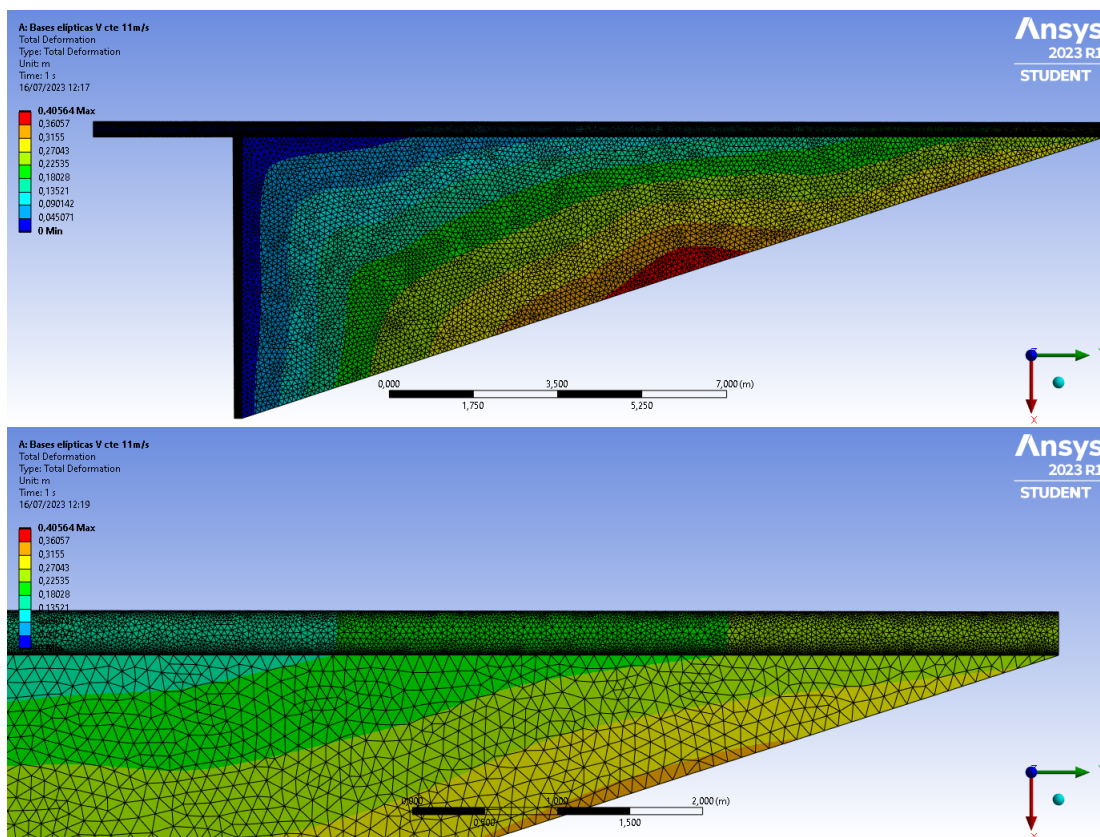 A: Bases elípticas V cte 11m/s
Total Deformation
Type: Total Deformation
Unit: m
Time: 1 s
16/07/2023 12:17
0,40564 Max
0,36057
0,3155
0,27043
0,22535
0,18028
0,13521
0,090142
0,045071
0 Min
Ansys
2023 R1
STUDENT
0,000 3,500 7,000 (m)
1,750 5,250
X
A: Bases elípticas V cte 11m/s
Total Deformation
Type: Total Deformation
Unit: m
Time: 1 s
16/07/2023 12:19
0,40564 Max
0,36057
0,3155
0,27043
0,22535
0,18028
0,13521
Ansys
2023 R1
STUDENT
0,000 1,000 2,000 (m)
0,500 1,500